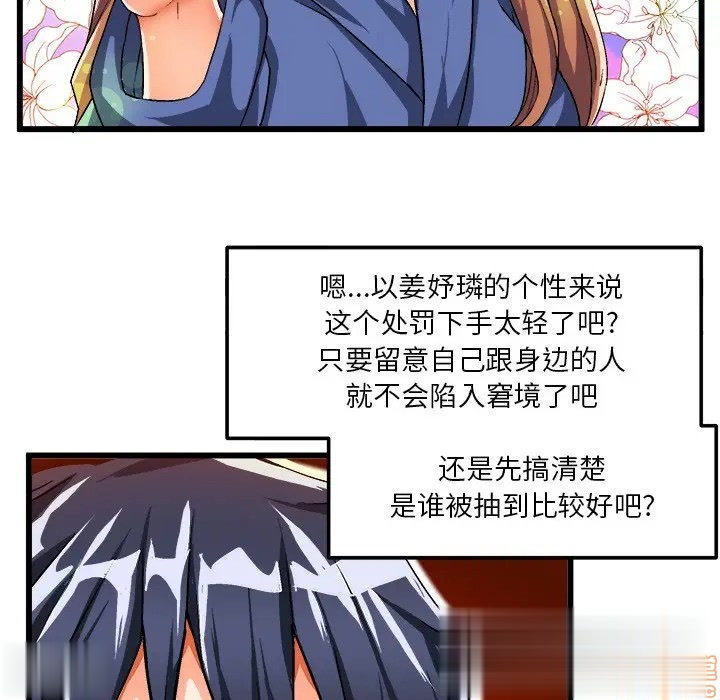 嗯...以姜妤璘的个性来说
这个处罚下手太轻了吧?
只要留意自己跟身边的人
就不会陷入窘境了吧
还是先搞清楚
是谁被抽到比较好吧?